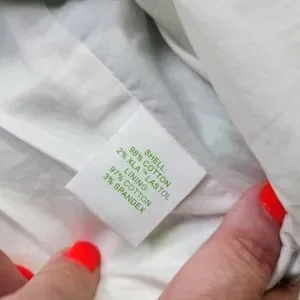 SHELL:
98% COTTON
2% XLA - LASTOL
LINING:
97% COTTON
3% SPANDEX